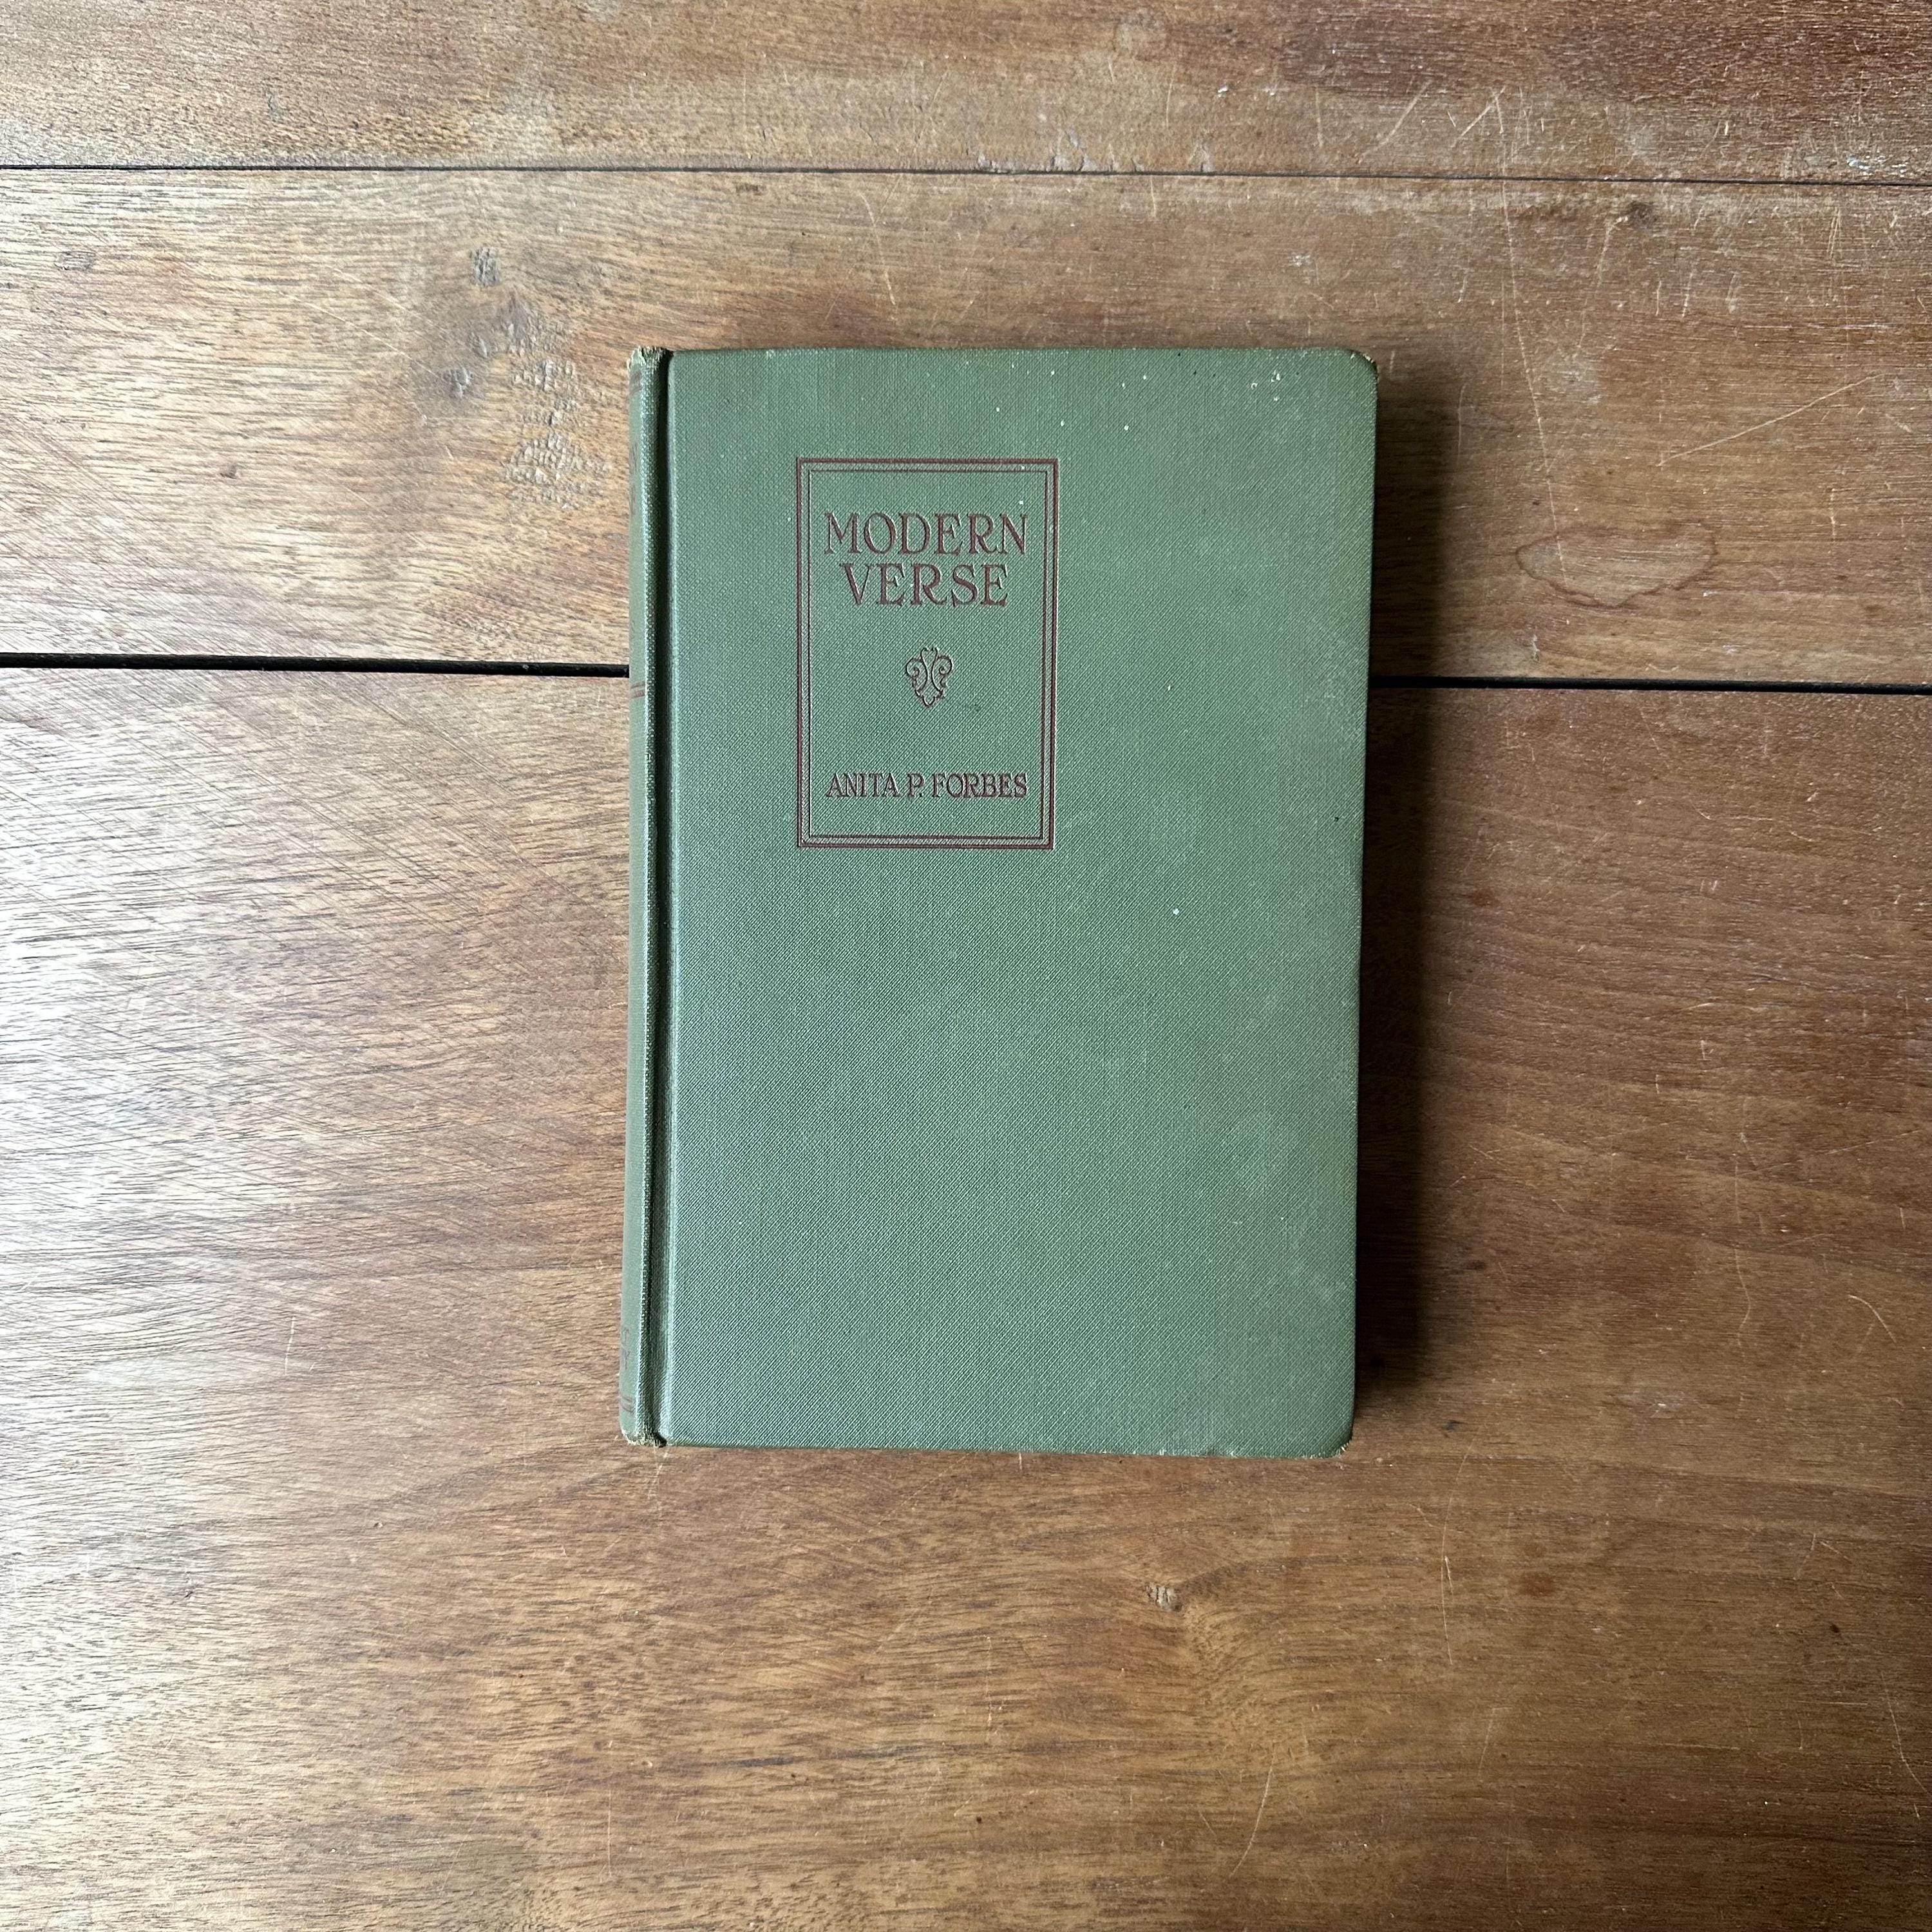 MODERN
VERSE
ANITA P. FORBES